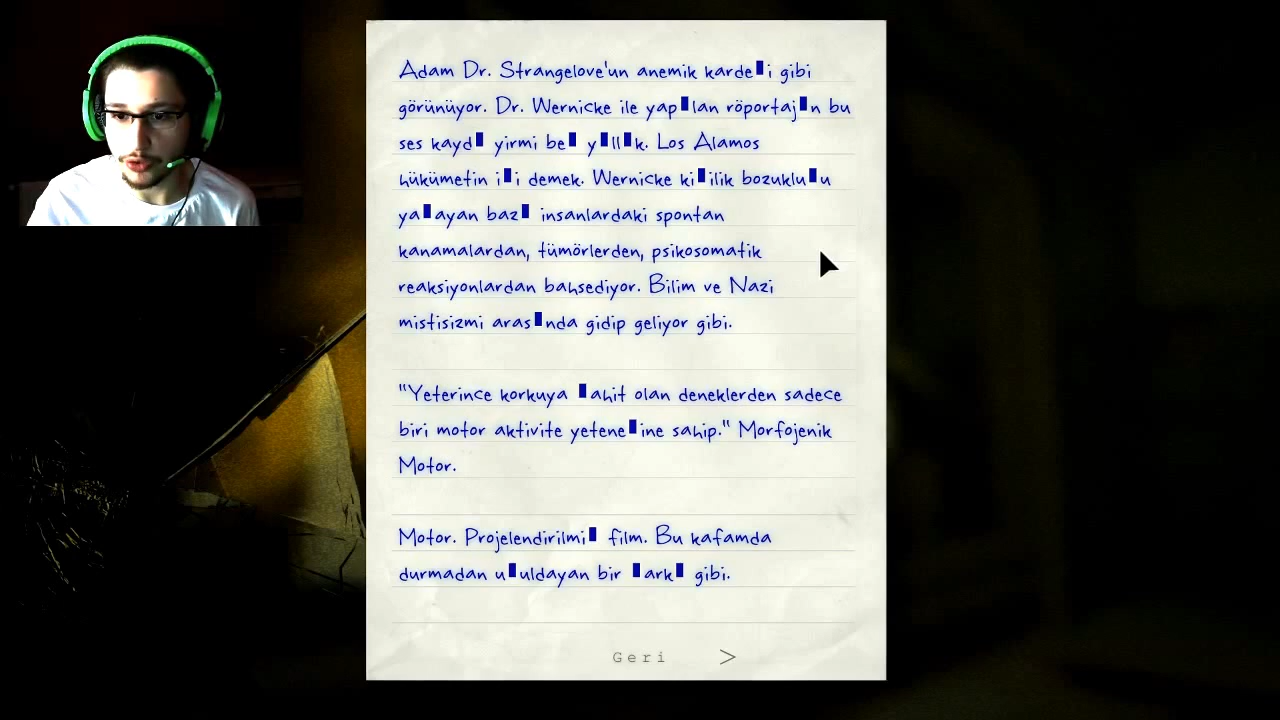 Adam Dr. Strangelove'un anemik karde▮i gibi
görünüyor. Dr. Wernicke ile yap▮lan röportaj▮n bu
ses kayd▮ yirmi be▮ y▮ll▮k. Los Alamos
hükümetin i▮i demek. Wernicke ki▮ilik bozuklu▮u
ya▮ayan baz▮ insanlardaki spontan
kanamalardan, tümörlerden, psikosomatik
reaksiyonlardan bahsediyor. Bilim ve Nazi
mistisizmi aras▮nda gidip geliyor gibi.
"Yeterince korkuya ▮ahit olan deneklerden sadece
biri motor aktivite yetene▮ine sahip." Morfojenik
Motor.
Motor. Projelendirilmi▮ film. Bu kafamda
durmadan u▮uldayan bir ▮ark▮ gibi.
Geri >